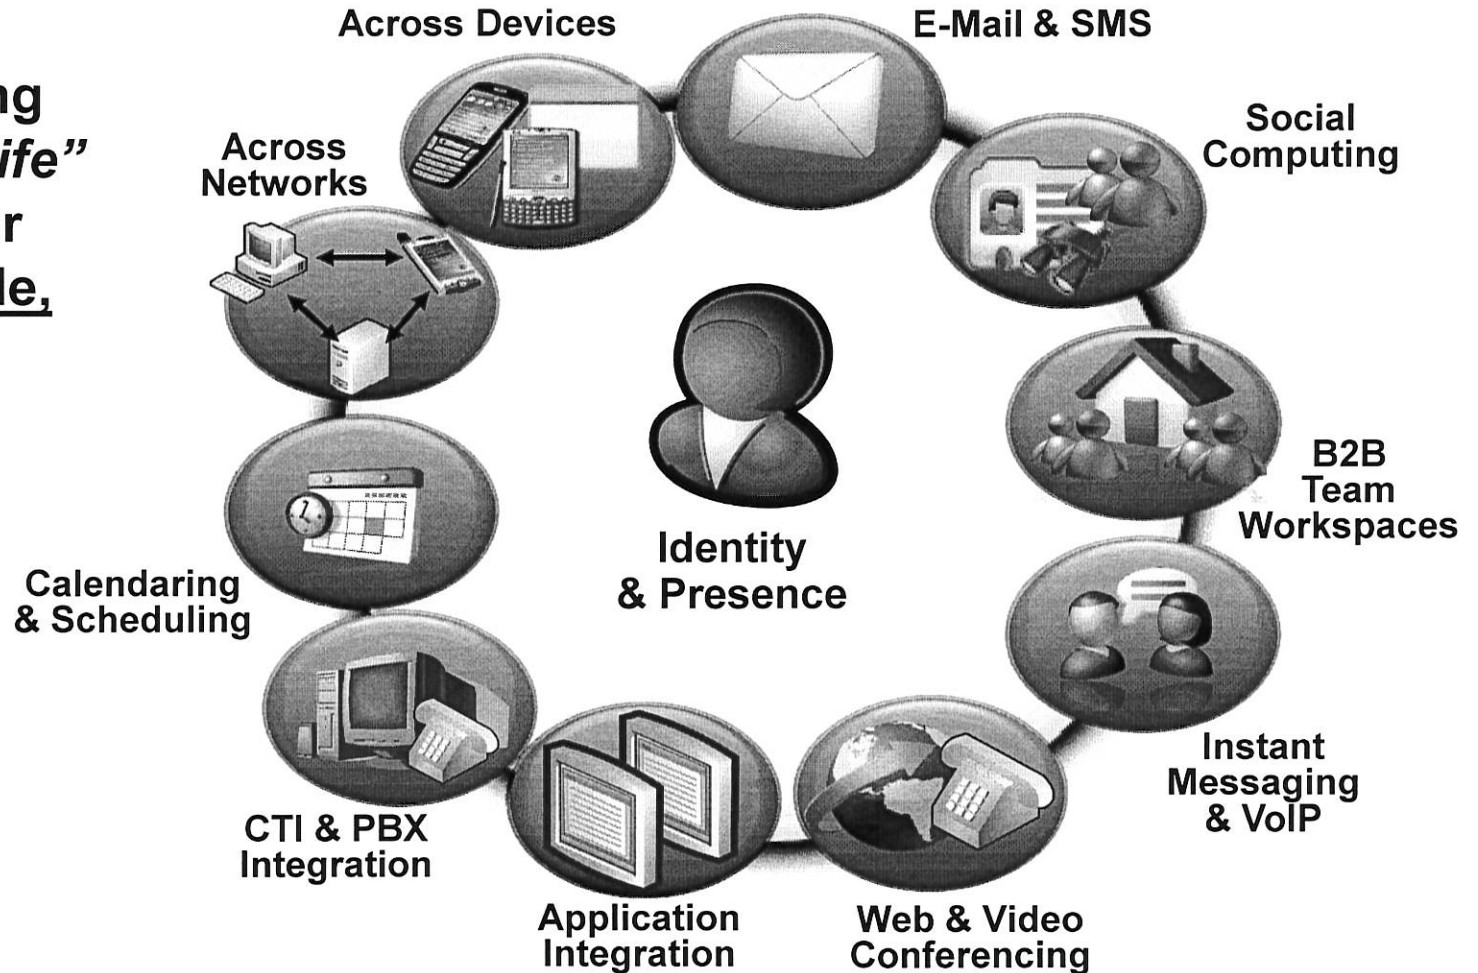 Across Devices
E-Mail & SMS
Social
Computing
Across
Networks
B2B
Team
Workspaces
Identity
& Presence
Calendaring
& Scheduling
Instant
Messaging
& VoIP
CTI & PBX
Integration
Application
Integration
Web & Video
Conferencing